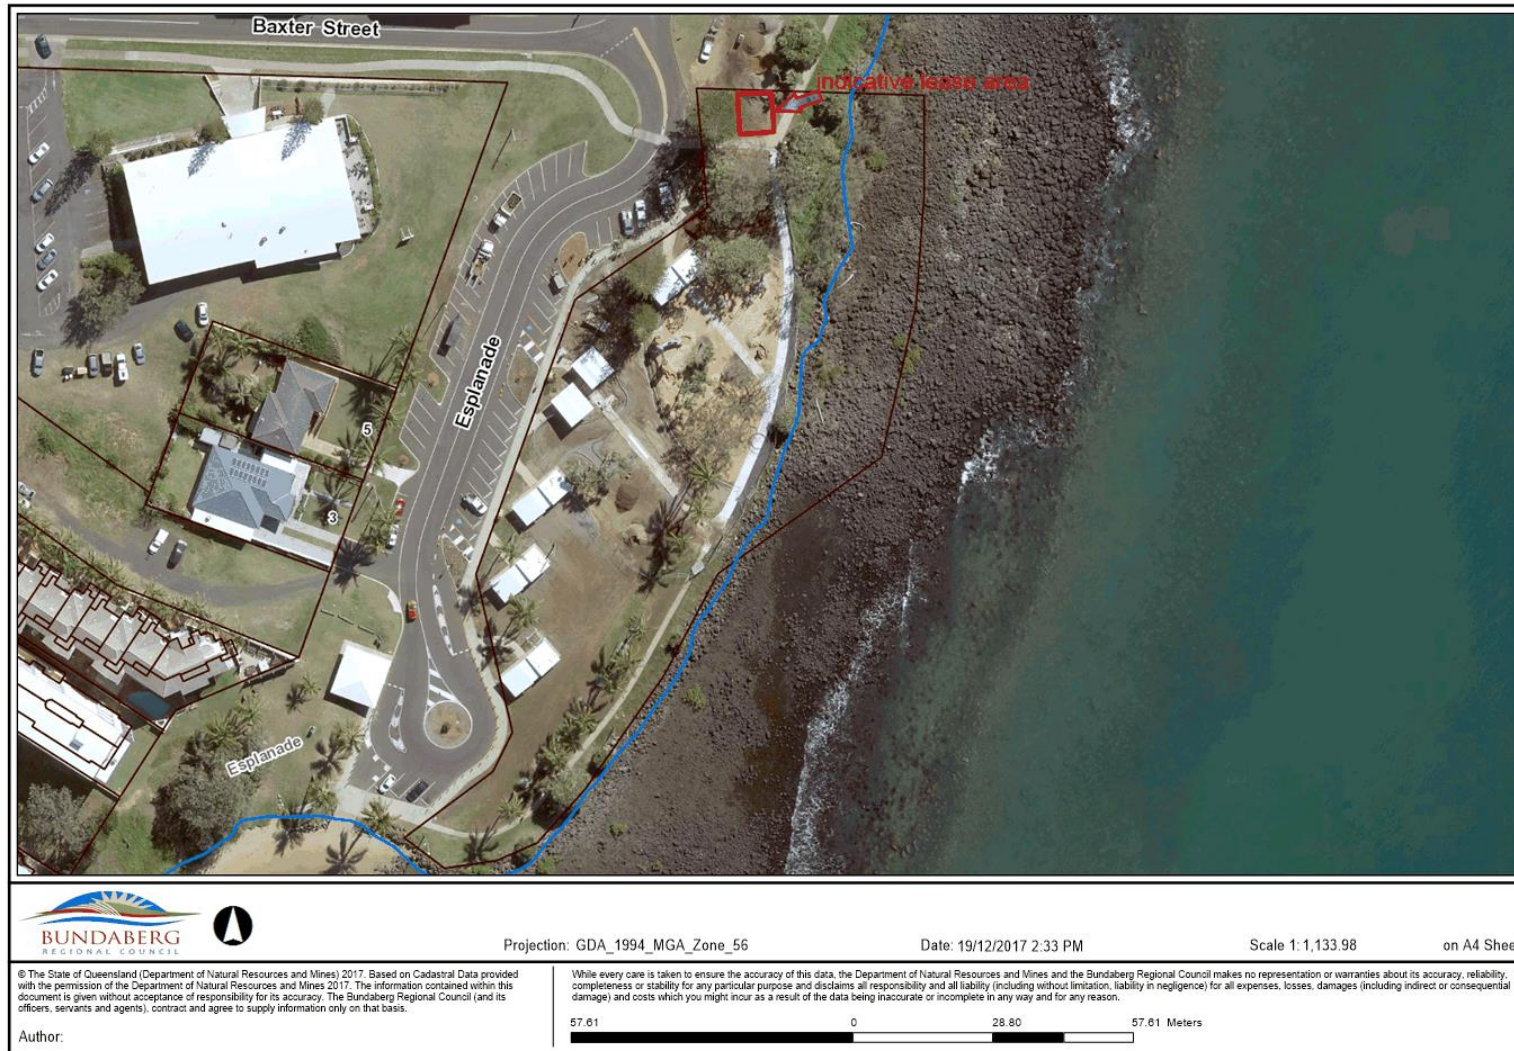 Baxter Street
indicative lease area
Esplanade
5
3
Esplanade
BUNDABERG
REGIONAL COUNCIL
Projection: GDA_1994_MGA_Zone_56
Date: 19/12/2017 2:33 PM
Scale 1: 1,133.98
on A4 Shee
© The State of Queensland (Department of Natural Resources and Mines) 2017. Based on Cadastral Data provided
with the permission of the Department of Natural Resources and Mines 2017. The information contained within this
document is given without acceptance of responsibility for its accuracy. The Bundaberg Regional Council (and its
officers, servants and agents), contract and agree to supply information only on that basis.
Author:
While every care is taken to ensure the accuracy of this data, the Department of Natural Resources and Mines and the Bundaberg Regional Council makes no representation or warranties about its accuracy, reliability,
completeness or stability for any particular purpose and disclaims all responsibility and all liability (including without limitation, liability in negligence) for all expenses, losses, damages (including indirect or consequential
damage) and costs which you might incur as a result of the data being inaccurate or incomplete in any way and for any reason.
57.61 0 28.80 57.61 Meters